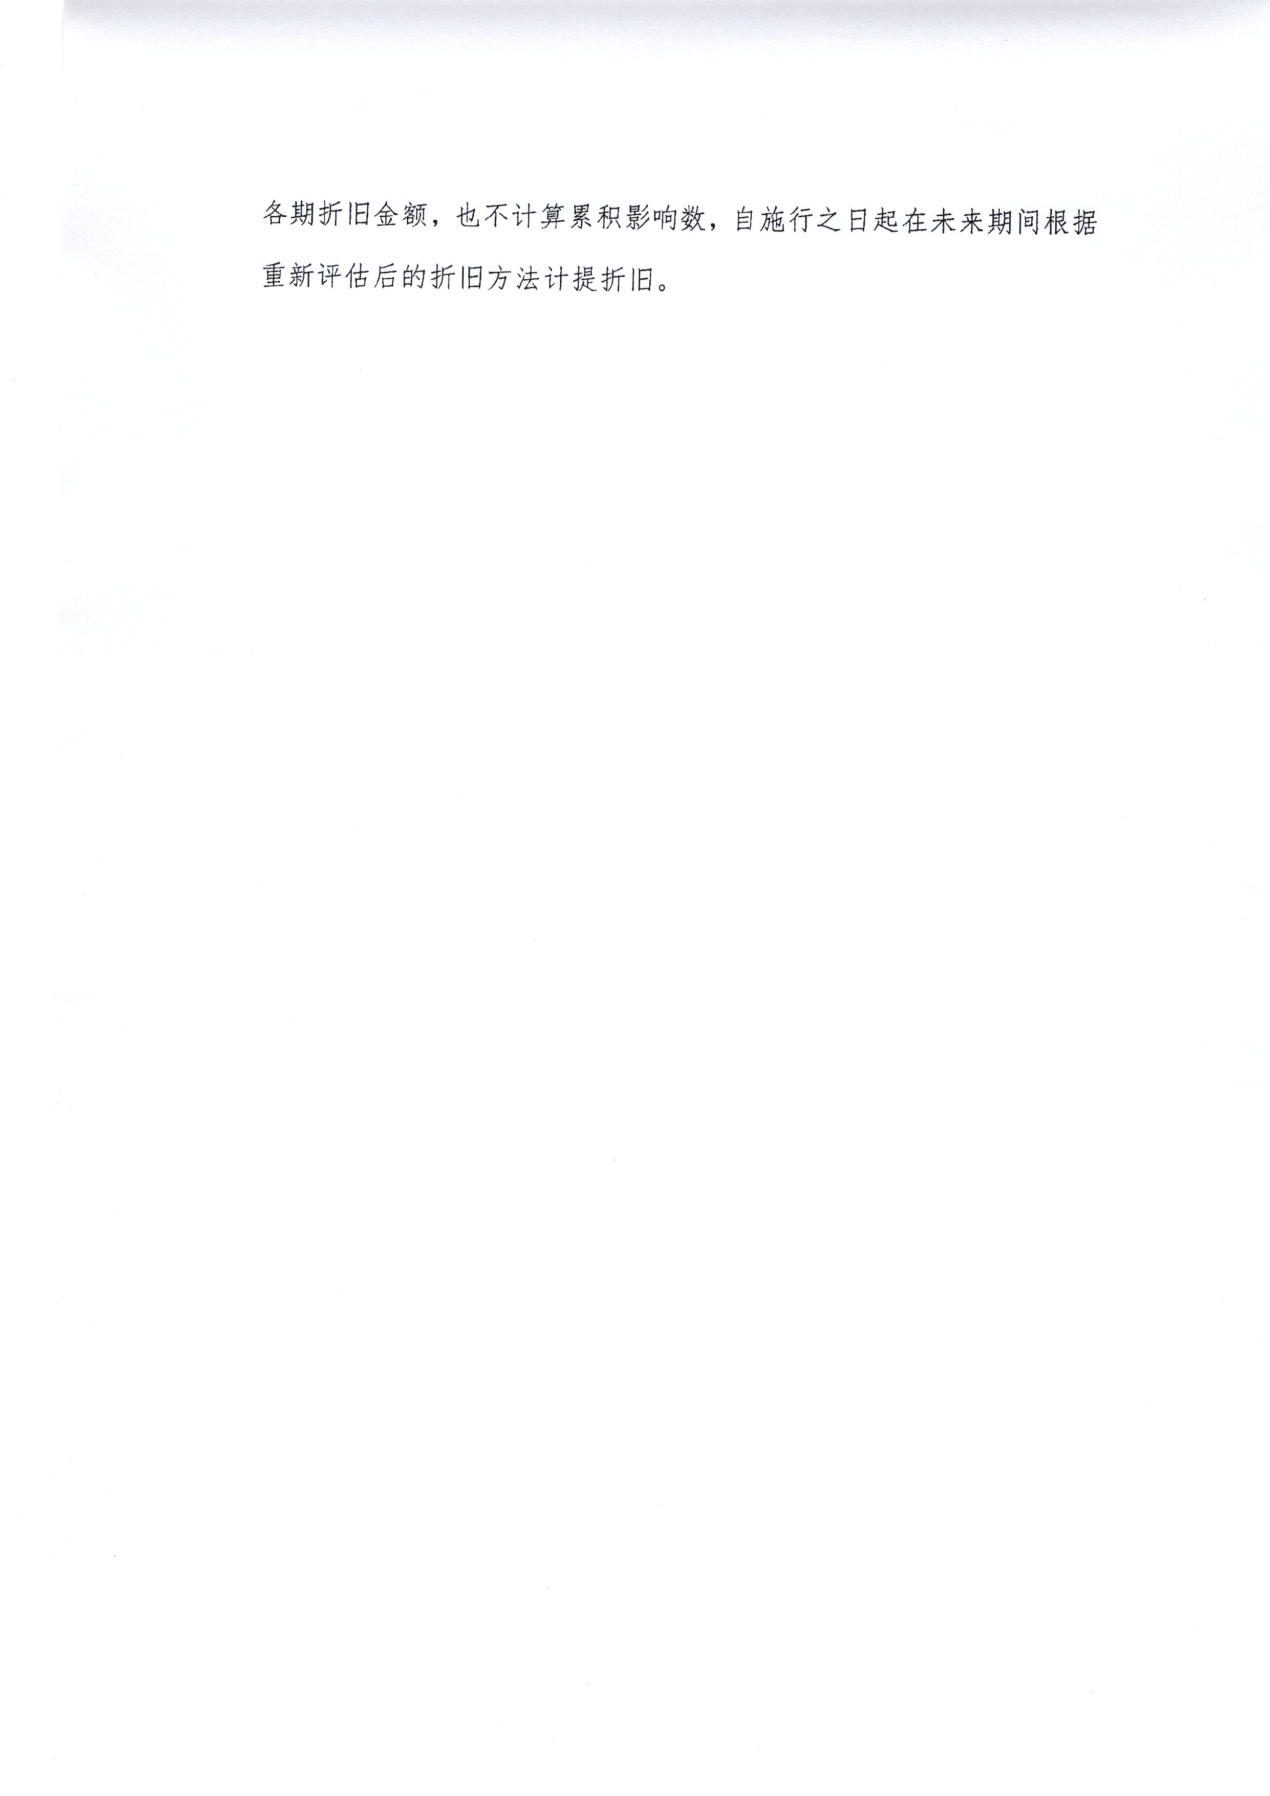 各期折旧金额，也不计算累积影响数，自施行之日起在未来期间根据
重新评估后的折旧方法计提折旧。